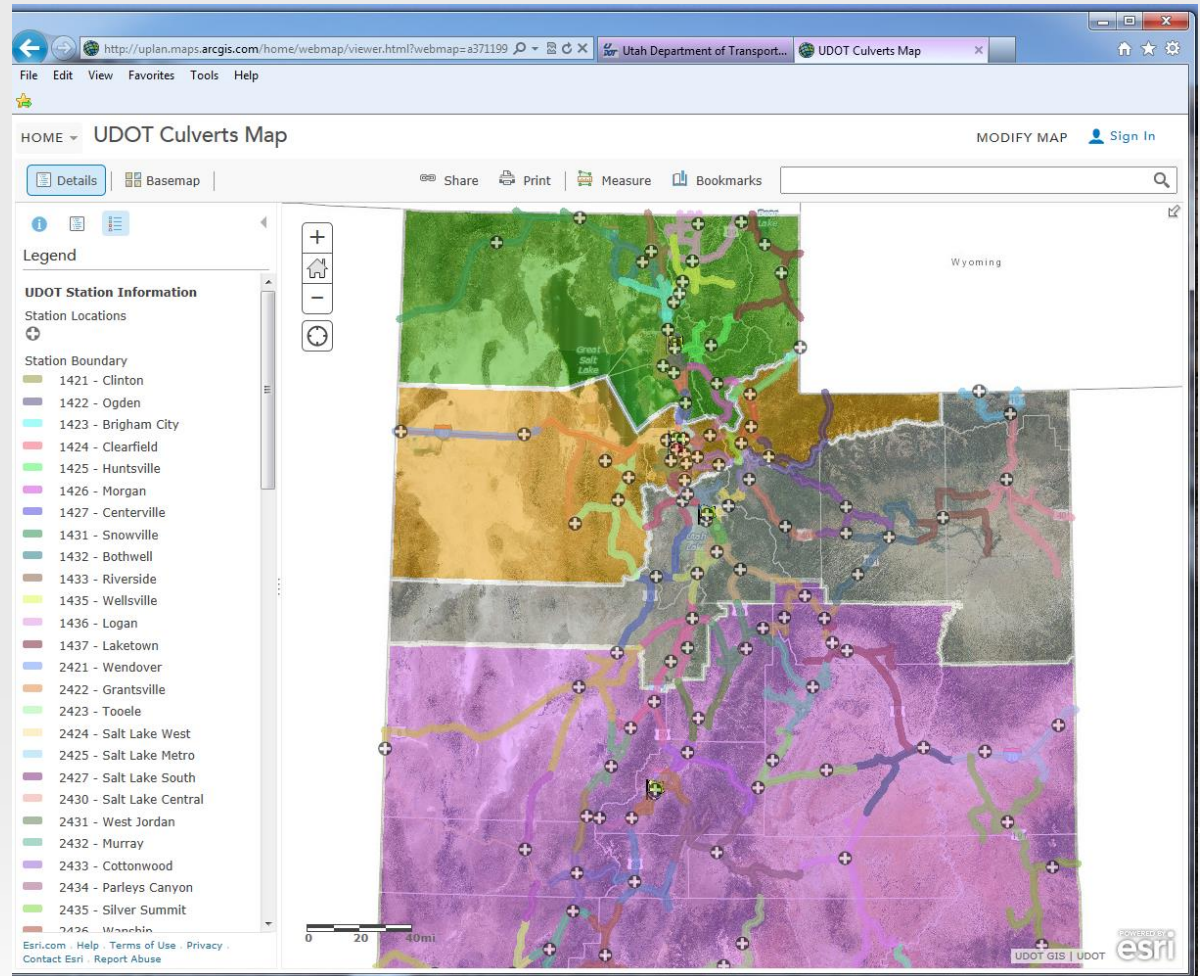 http://uplan.maps.arcgis.com/home/webmap/viewer.html?webmap=a371199
Utah Department of Transport...
UDOT Culverts Map
File Edit View Favorites Tools Help
HOME UDOT Culverts Map
MODIFY MAP Sign In
Details Basemap Share Print Measure Bookmarks
Legend
UDOT Station Information
Station Locations
Station Boundary
1421 - Clinton
1422 - Ogden
1423 - Brigham City
1424 - Clearfield
1425 - Huntsville
1426 - Morgan
1427 - Centerville
1431 - Snowville
1432 - Bothwell
1433 - Riverside
1435 - Wellsville
1436 - Logan
1437 - Laketown
2421 - Wendover
2422 - Grantsville
2423 - Tooele
2424 - Salt Lake West
2425 - Salt Lake Metro
2427 - Salt Lake South
2430 - Salt Lake Central
2431 - West Jordan
2432 - Murray
2433 - Cottonwood
2434 - Parleys Canyon
2435 - Silver Summit
2436 - Wanship
Esri.com . Help . Terms of Use . Privacy .
Contact Esri . Report Abuse
Wyoming
Great
Salt
Lake
Utah
Lake
0 20 40mi
UDOT GIS | UDOT
POWERED BY
esri